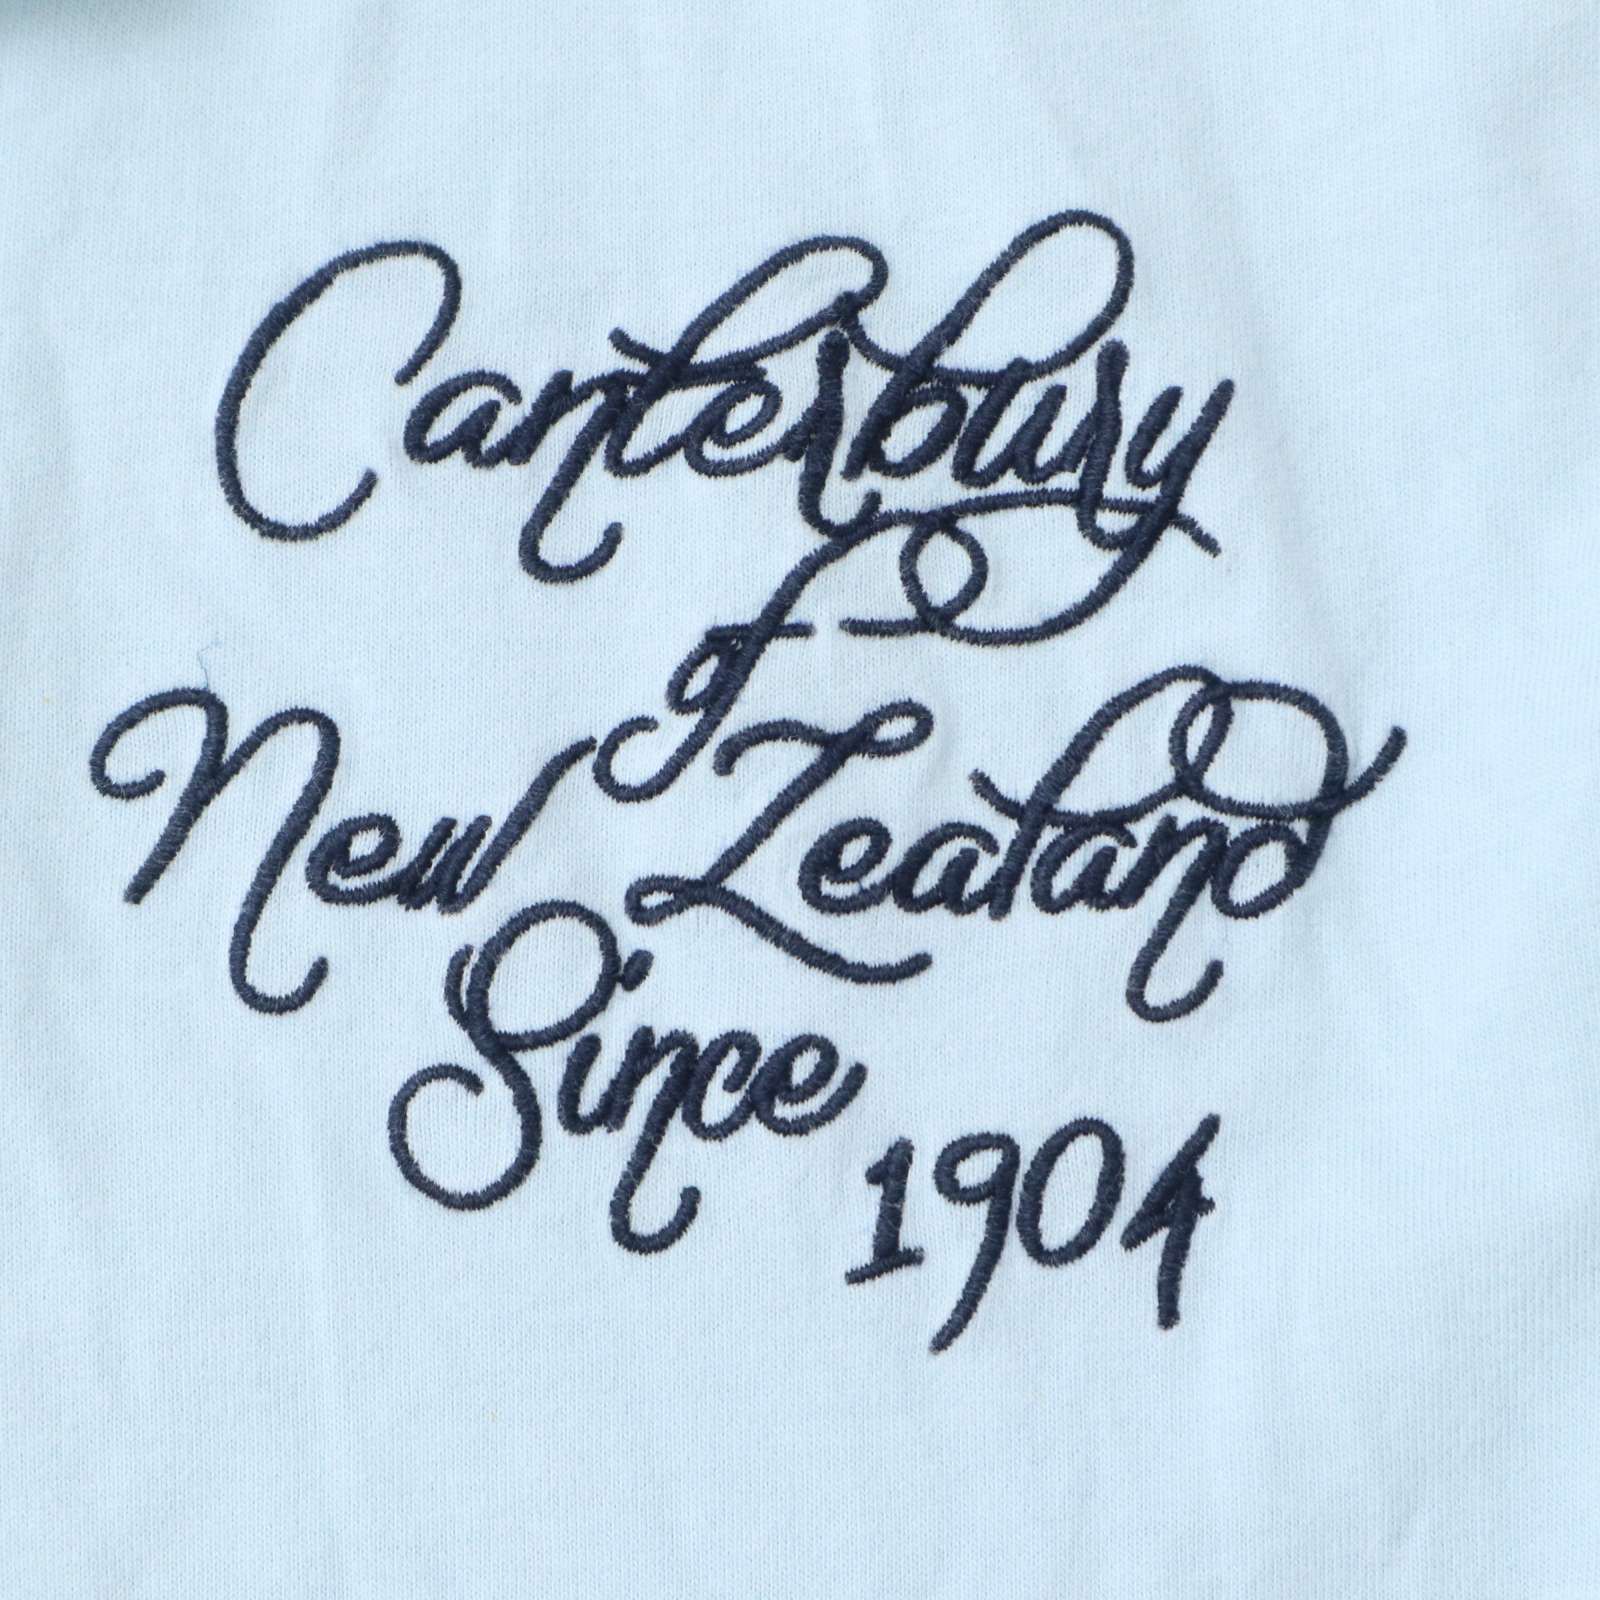 Canterbury
of
New Zealand
Since
1904